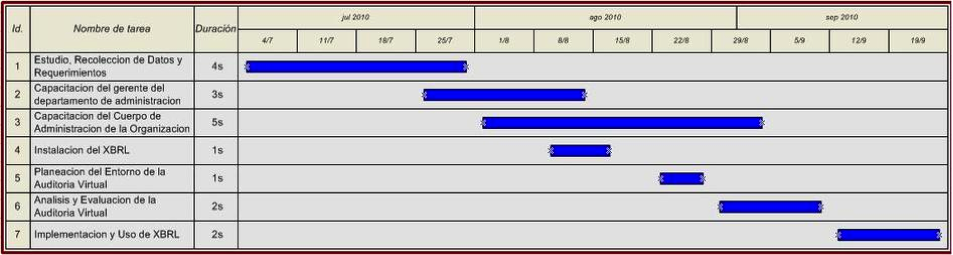 Id. Nombre de tarea Duración jul 2010 ago 2010 sep 2010
4/7 11/7 18/7 25/7 1/8 8/8 15/8 22/8 29/8 5/9 12/9 19/9
1 Estudio, Recoleccion de Datos y Requerimientos 4s
2 Capacitacion del gerente del departamento de administracion 3s
3 Capacitacion del Cuerpo de Administracion de la Organizacion 5s
4 Instalacion del XBRL 1s
5 Planeacion del Entorno de la Auditoria Virtual 1s
6 Analisis y Evaluacion de la Auditoria Virtual 2s
7 Implementacion y Uso de XBRL 2s